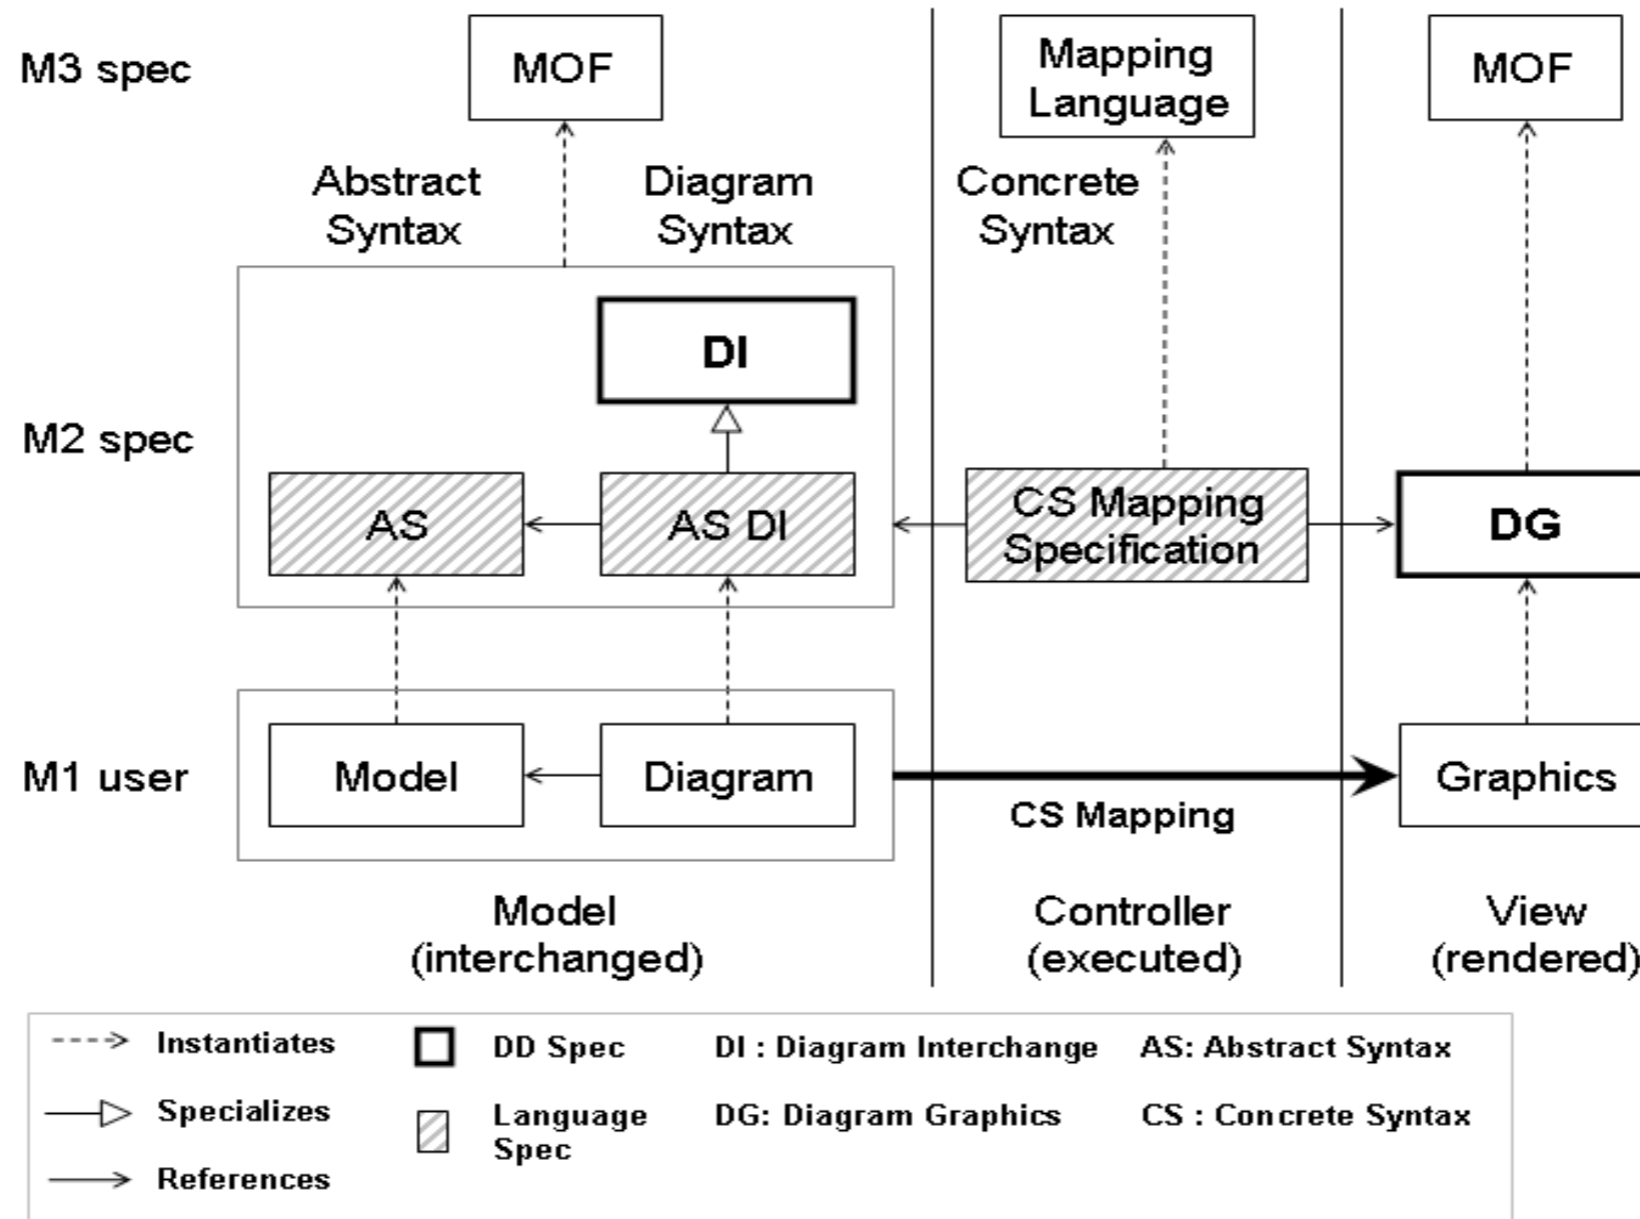 M3 spec
MOF
Mapping
Language
MOF
Abstract
Syntax
Diagram
Syntax
Concrete
Syntax
DI
M2 spec
AS
AS DI
CS Mapping
Specification
DG
M1 user
Model
Diagram
Graphics
CS Mapping
Model
(interchanged)
Controller
(executed)
View
(rendered)
Instantiates
DD Spec
DI : Diagram Interchange
AS: Abstract Syntax
Specializes
Language
Spec
DG: Diagram Graphics
CS : Concrete Syntax
References